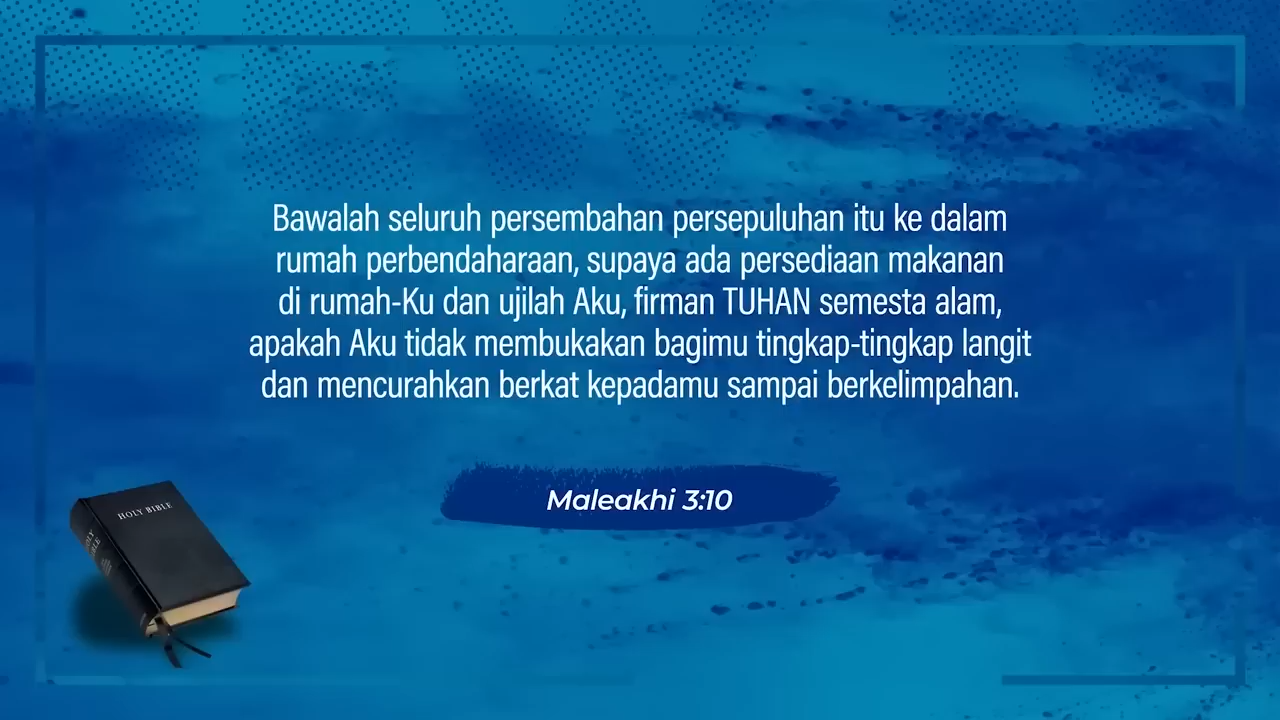 Bawalah seluruh persembahan persepuluhan itu ke dalam
rumah perbendaharaan, supaya ada persediaan makanan
di rumah-Ku dan ujilah Aku, firman TUHAN semesta alam,
apakah Aku tidak membukakan bagimu tingkap-tingkap langit
dan mencurahkan berkat kepadamu sampai berkelimpahan.
Maleakhi 3:10
HOLY BIBLE